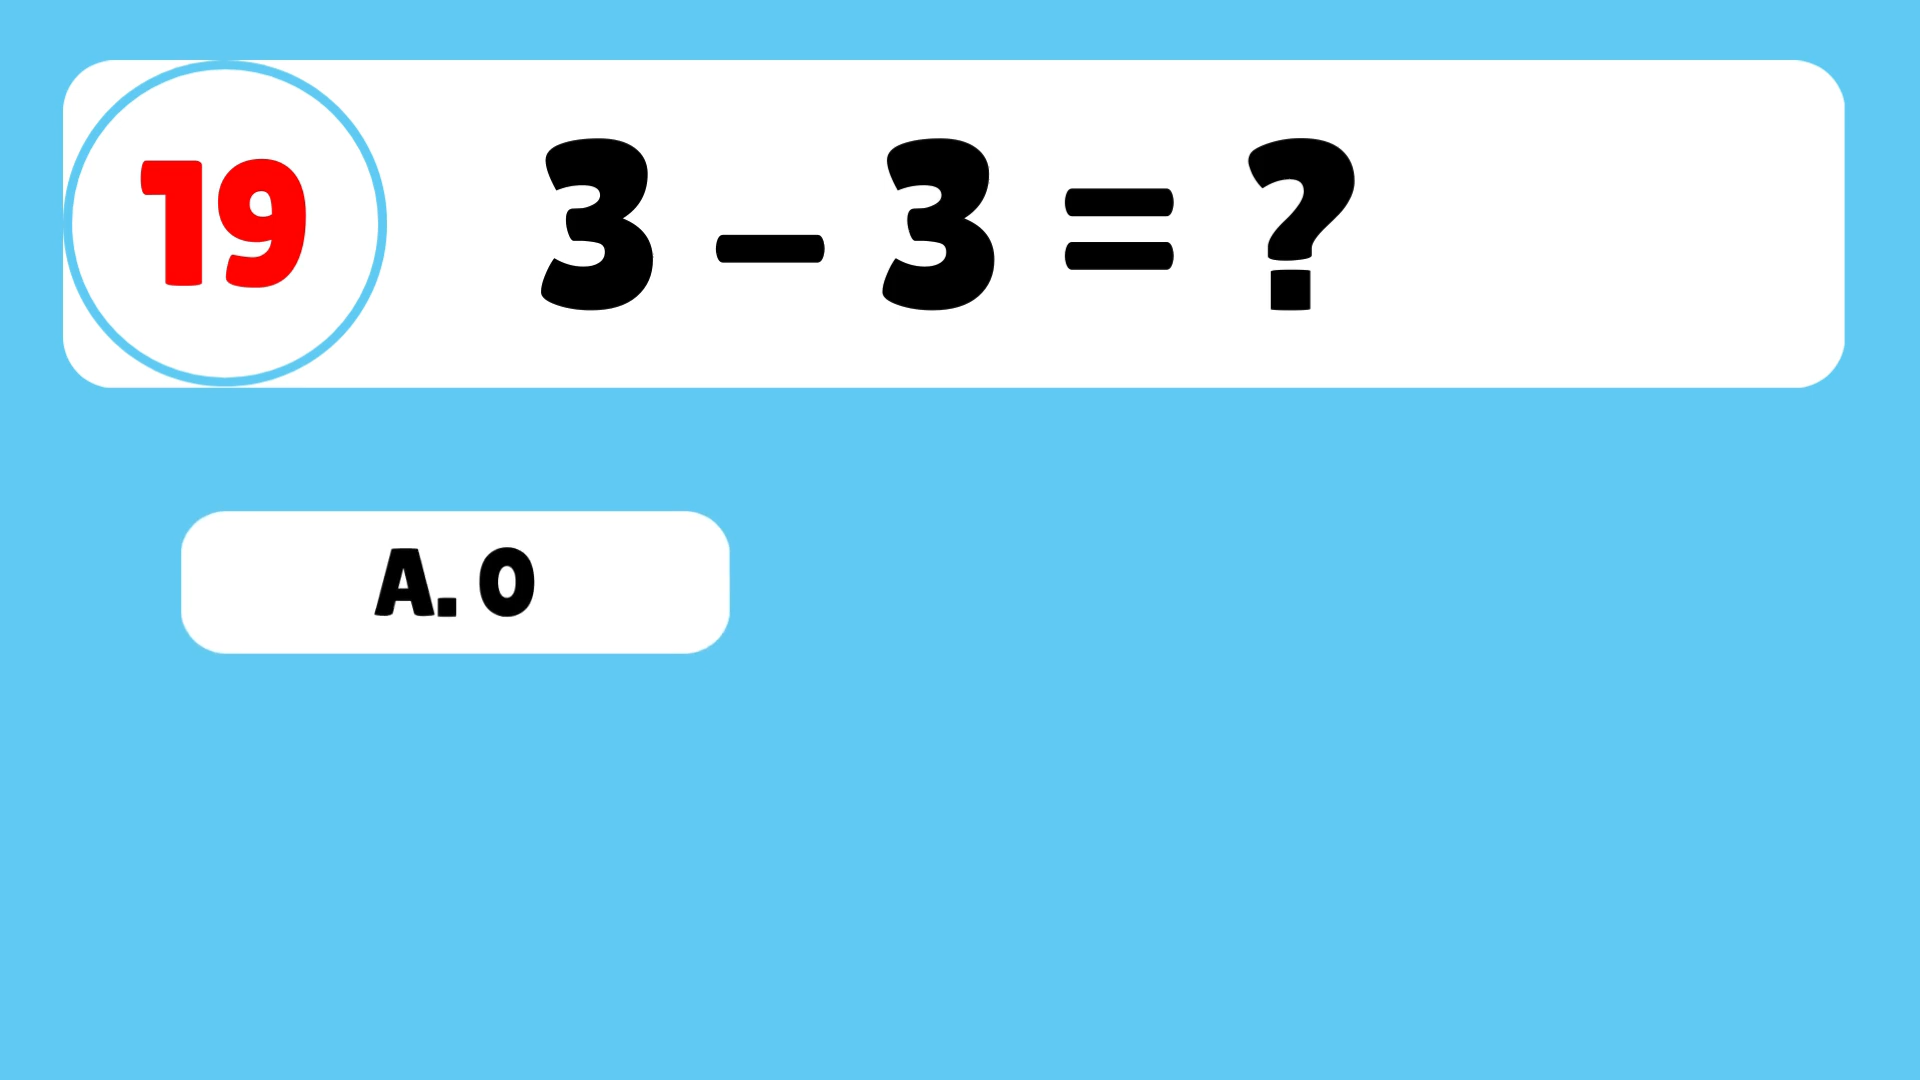 19
3 – 3 = ?
A. 0